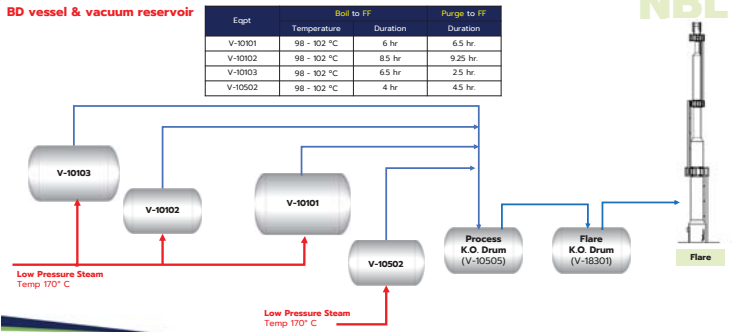 BD vessel & vacuum reservoir
NBL
Eqpt Boil to FF Purge to FF
Temperature Duration Duration
V-10101 98 - 102 °C 6 hr 6.5 hr.
V-10102 98 - 102 °C 8.5 hr 9.25 hr.
V-10103 98 - 102 °C 6.5 hr 2.5 hr.
V-10502 98 - 102 °C 4 hr 4.5 hr.
V-10103
V-10102
V-10101
V-10502
Process
K.O. Drum
(V-10505)
Flare
K.O. Drum
(V-18301)
Flare
Low Pressure Steam
Temp 170° C
Low Pressure Steam
Temp 170° C